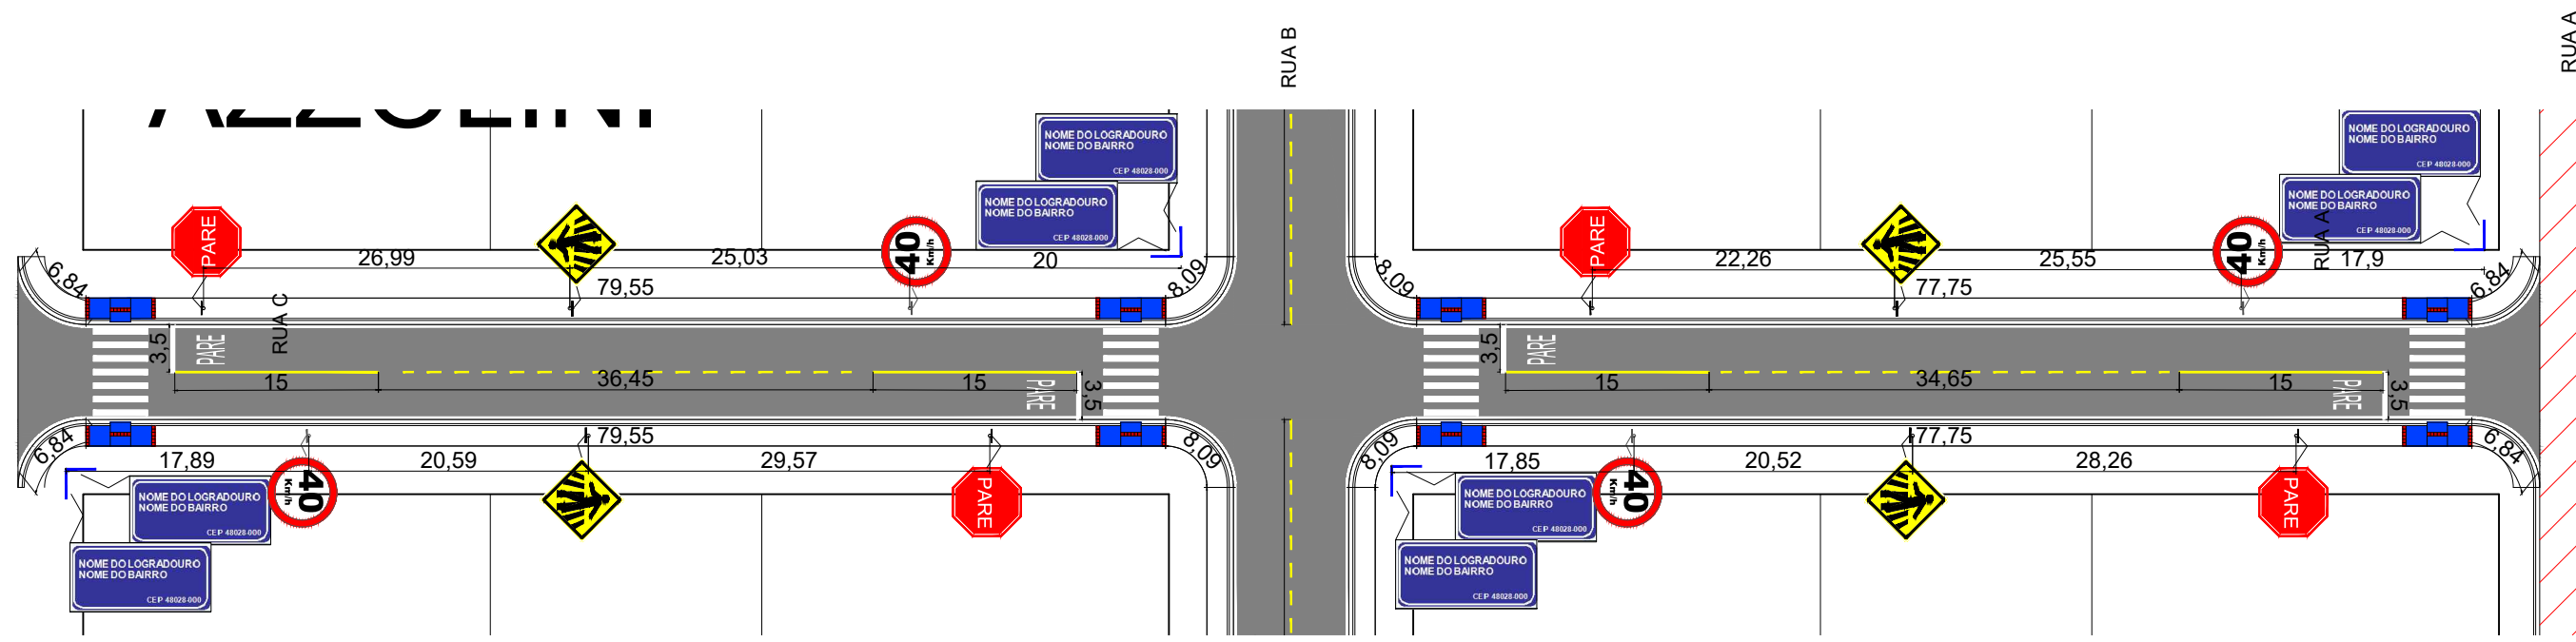 RUA B
RUA A
AZZOLINI
NOME DO LOGRADOURO
NOME DO BAIRRO
CEP 48028-000
NOME DO LOGRADOURO
NOME DO BAIRRO
CEP 48028-000
NOME DO LOGRADOURO
NOME DO BAIRRO
CEP 48028-000
NOME DO LOGRADOURO
NOME DO BAIRRO
CEP 48028-000
PARE
40
Km/h
PARE
40
Km/h
RUA A
26,99
25,03
20
22,26
25,55
17,9
6,84
79,55
8,09
8,09
77,75
6,84
RUA C
3,5
PARE
3,5
PARE
15
36,45
15
PARE
3,5
15
34,65
15
PARE
3,5
6,84
79,55
8,09
8,09
77,75
6,84
17,89
20,59
29,57
17,85
20,52
28,26
40
Km/h
PARE
40
Km/h
PARE
NOME DO LOGRADOURO
NOME DO BAIRRO
CEP 48028-000
NOME DO LOGRADOURO
NOME DO BAIRRO
CEP 48028-000
NOME DO LOGRADOURO
NOME DO BAIRRO
CEP 48028-000
NOME DO LOGRADOURO
NOME DO BAIRRO
CEP 48028-000